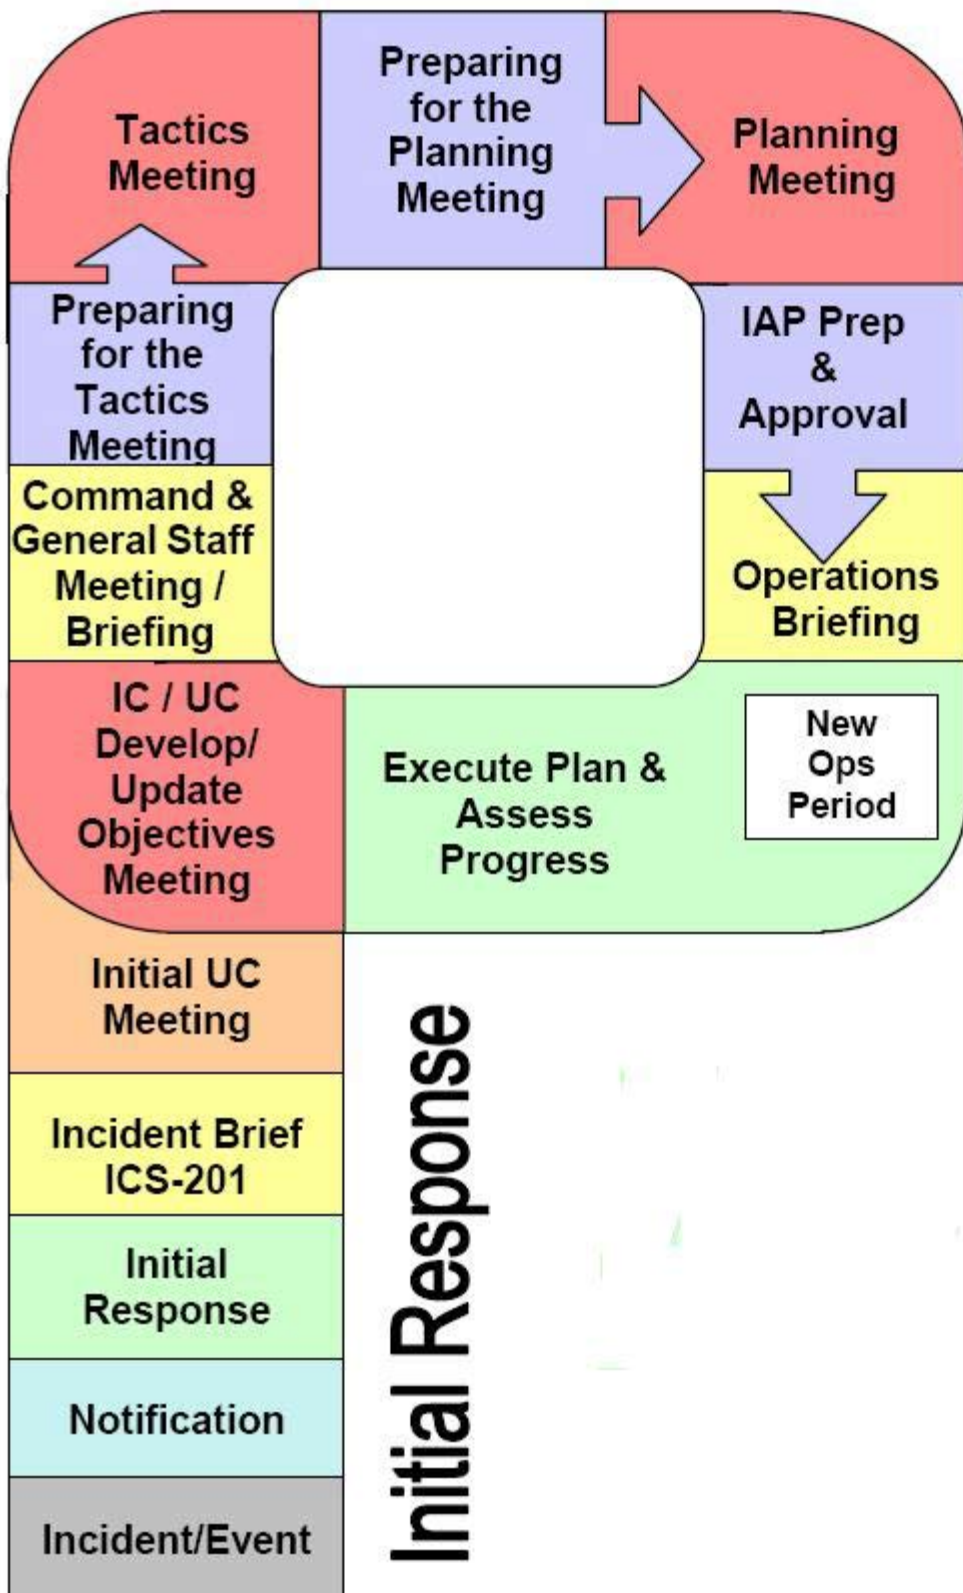 Preparing
for the
Planning
Meeting
Tactics
Meeting
Planning
Meeting
Preparing
for the
Tactics
Meeting
IAP Prep
&
Approval
Command &
General Staff
Meeting /
Briefing
Operations
Briefing
IC / UC
Develop/
Update
Objectives
Meeting
Execute Plan &
Assess
Progress
New
Ops
Period
Initial UC
Meeting
Incident Brief
ICS-201
Initial
Response
Notification
Incident/Event
Initial Response